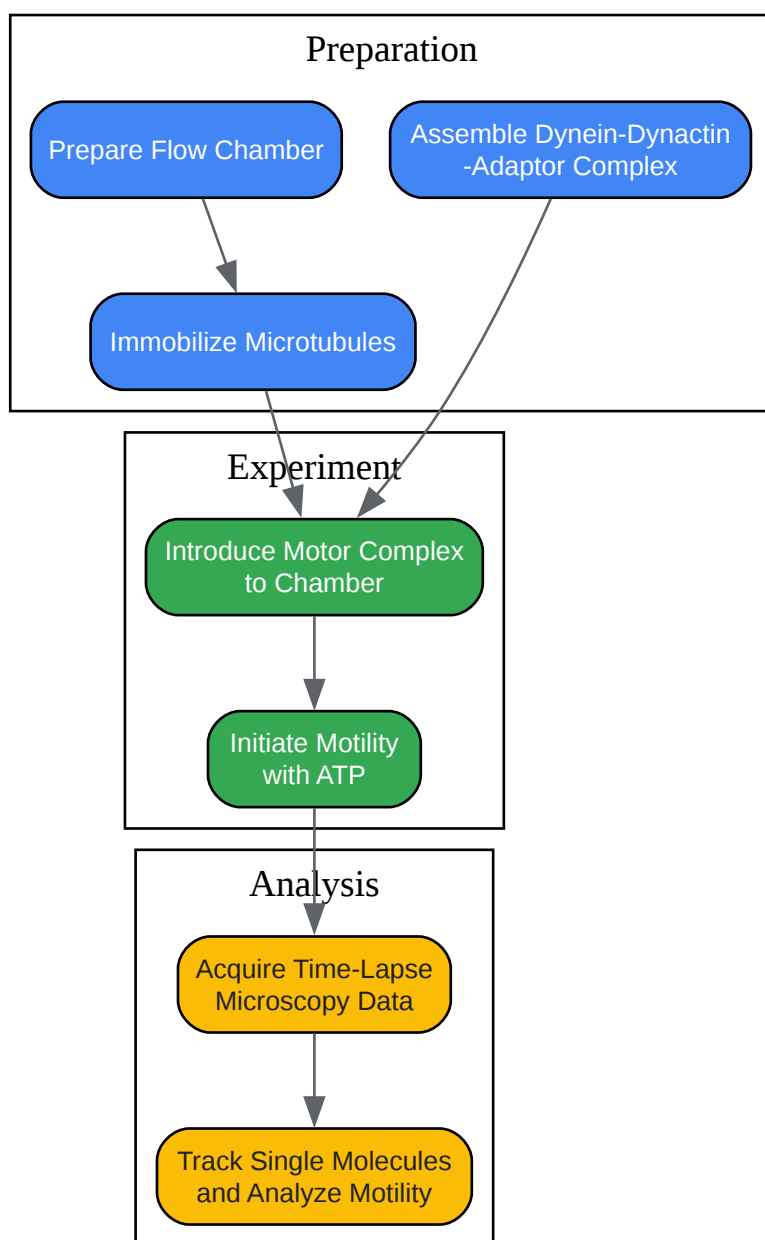 Preparation
Prepare Flow Chamber
Assemble Dynein-Dynactin
-Adaptor Complex
Immobilize Microtubules
Experiment
Introduce Motor Complex
to Chamber
Initiate Motility
with ATP
Analysis
Acquire Time-Lapse
Microscopy Data
Track Single Molecules
and Analyze Motility